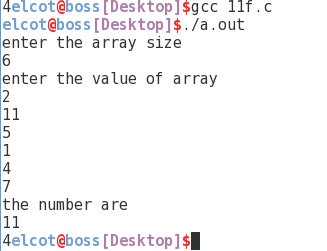 4elcot@boss[Desktop]$gcc 11f.c
elcot@boss[Desktop]$./a.out
enter the array size
6
enter the value of array
2
11
5
1
4
7
the number are
11
4elcot@boss[Desktop]$